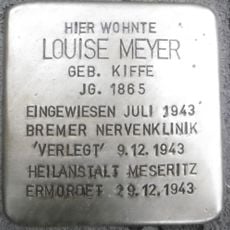 HIER WOHNTE
LOUISE MEYER
GEB. KIFFE
JG. 1865
EINGEWIESEN JULI 1943
BREMER NERVENKLINIK
'VERLEGT' 9.12.1943
HEILANSTALT MESERITZ
ERMORDET 29.12.1943